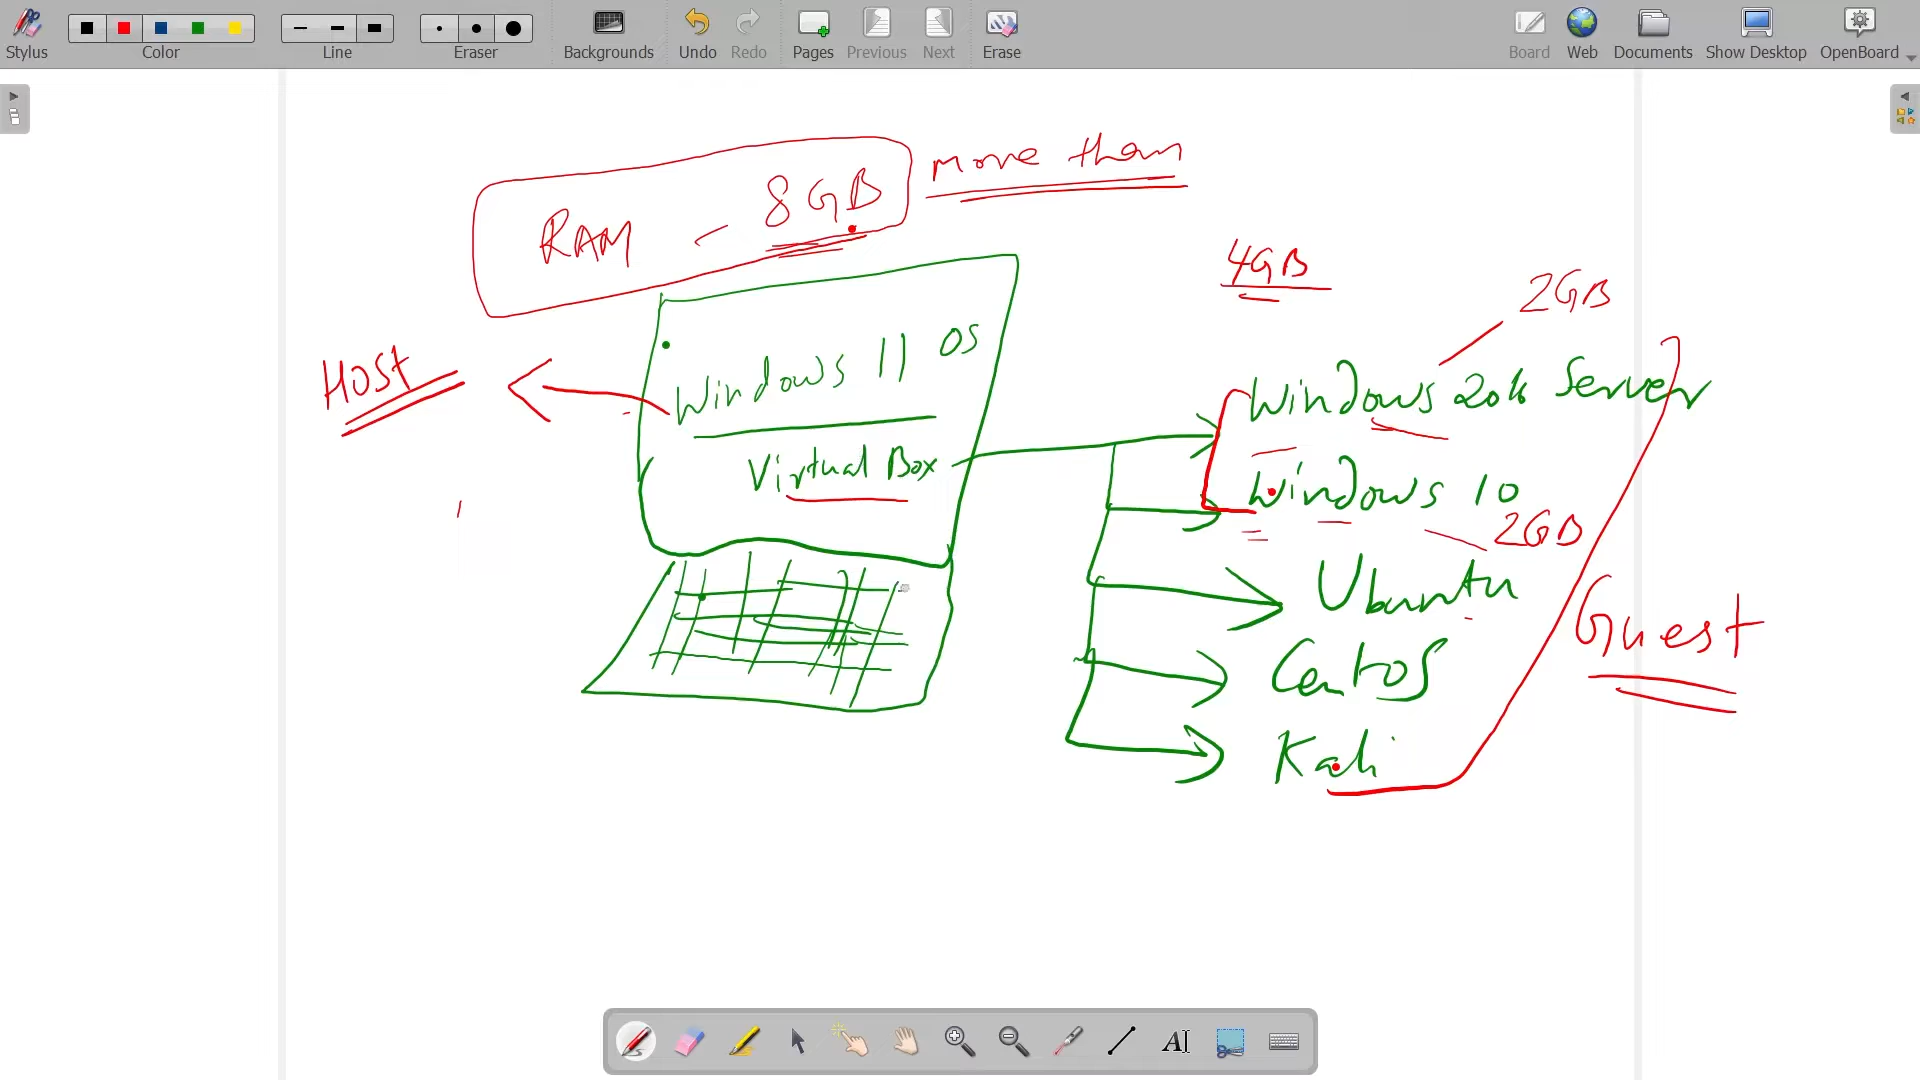 Stylus
Color
Line
Eraser
Backgrounds
Undo
Redo
Pages
Previous
Next
Erase
Board
Web
Documents
Show Desktop
OpenBoard
RAM - 8GB
more than
4GB
2GB
HOST
Windows 11 OS
Virtual Box
Windows 2016 Server
Windows 10
2GB
Ubuntu
Guest
CentOS
Kali
AI